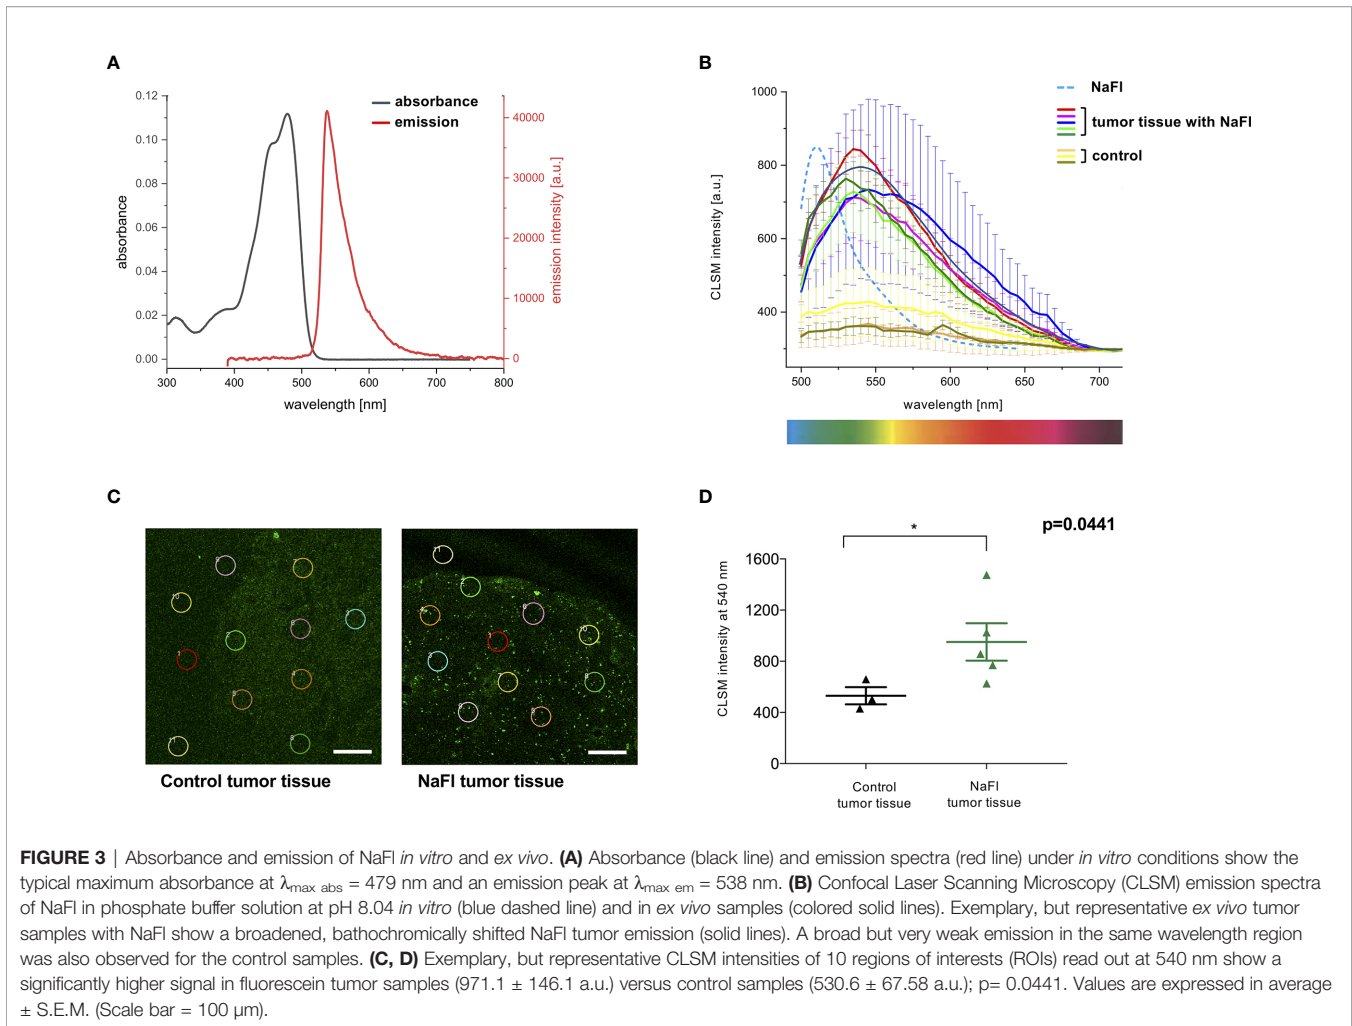 A
absorbance
emission
0.12
0.10
0.08
0.06
0.04
0.02
0.00
absorbance
40000
30000
20000
10000
0
emission intensity [a.u.]
300 400 500 600 700 800
wavelength [nm]
B
NaFl
tumor tissue with NaFl
control
1000
800
600
400
CLSM intensity [a.u.]
500 550 600 650 700
wavelength [nm]
C
Control tumor tissue
NaFl tumor tissue
D
p=0.0441
*
1600
1200
800
400
0
CLSM intensity at 540 nm
Control
tumor tissue
NaFl
tumor tissue
FIGURE 3 | Absorbance and emission of NaFl in vitro and ex vivo. (A) Absorbance (black line) and emission spectra (red line) under in vitro conditions show the
typical maximum absorbance at λmax abs = 479 nm and an emission peak at λmax em = 538 nm. (B) Confocal Laser Scanning Microscopy (CLSM) emission spectra
of NaFl in phosphate buffer solution at pH 8.04 in vitro (blue dashed line) and in ex vivo samples (colored solid lines). Exemplary, but representative ex vivo tumor
samples with NaFl show a broadened, bathochromically shifted NaFl tumor emission (solid lines). A broad but very weak emission in the same wavelength region
was also observed for the control samples. (C, D) Exemplary, but representative CLSM intensities of 10 regions of interests (ROIs) read out at 540 nm show a
significantly higher signal in fluorescein tumor samples (971.1 ± 146.1 a.u.) versus control samples (530.6 ± 67.58 a.u.); p= 0.0441. Values are expressed in average
± S.E.M. (Scale bar = 100 µm).